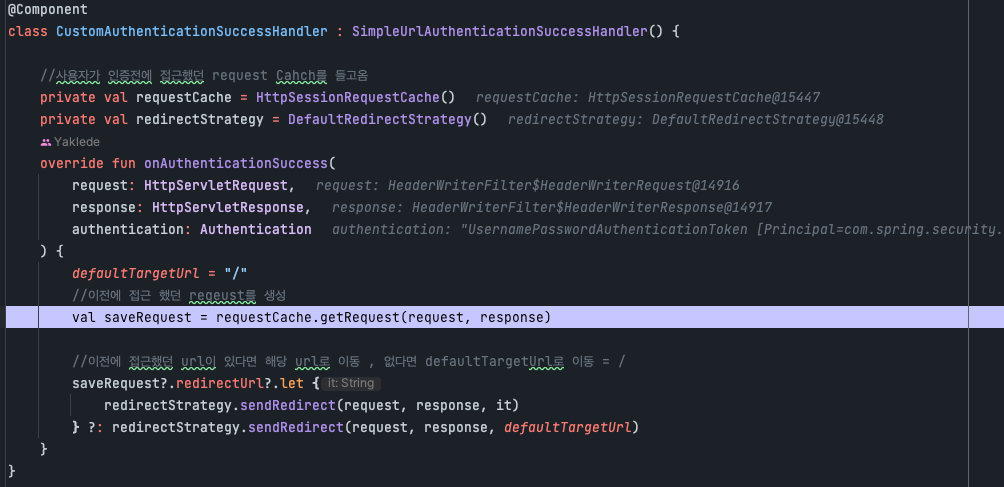 @Component
class CustomAuthenticationSuccessHandler : SimpleUrlAuthenticationSuccessHandler() {
//사용자가 인증전에 접근했던 request Cahch를 들고옴
private val requestCache = HttpSessionRequestCache() requestCache: HttpSessionRequestCache@15447
private val redirectStrategy = DefaultRedirectStrategy() redirectStrategy: DefaultRedirectStrategy@15448
Yaklede
override fun onAuthenticationSuccess(
request: HttpServletRequest, request: HeaderWriterFilter$HeaderWriterRequest@14916
response: HttpServletResponse, response: HeaderWriterFilter$HeaderWriterResponse@14917
authentication: Authentication authentication: "UsernamePasswordAuthenticationToken [Principal=com.spring.security.
) {
defaultTargetUrl = "/"
//이전에 접근 했던 reqeust를 생성
val saveRequest = requestCache.getRequest(request, response)
//이전에 접근했던 url이 있다면 해당 url로 이동 , 없다면 defaultTargetUrl로 이동 = /
saveRequest?.redirectUrl?.let { it: String
redirectStrategy.sendRedirect(request, response, it)
} ?: redirectStrategy.sendRedirect(request, response, defaultTargetUrl)
}
}